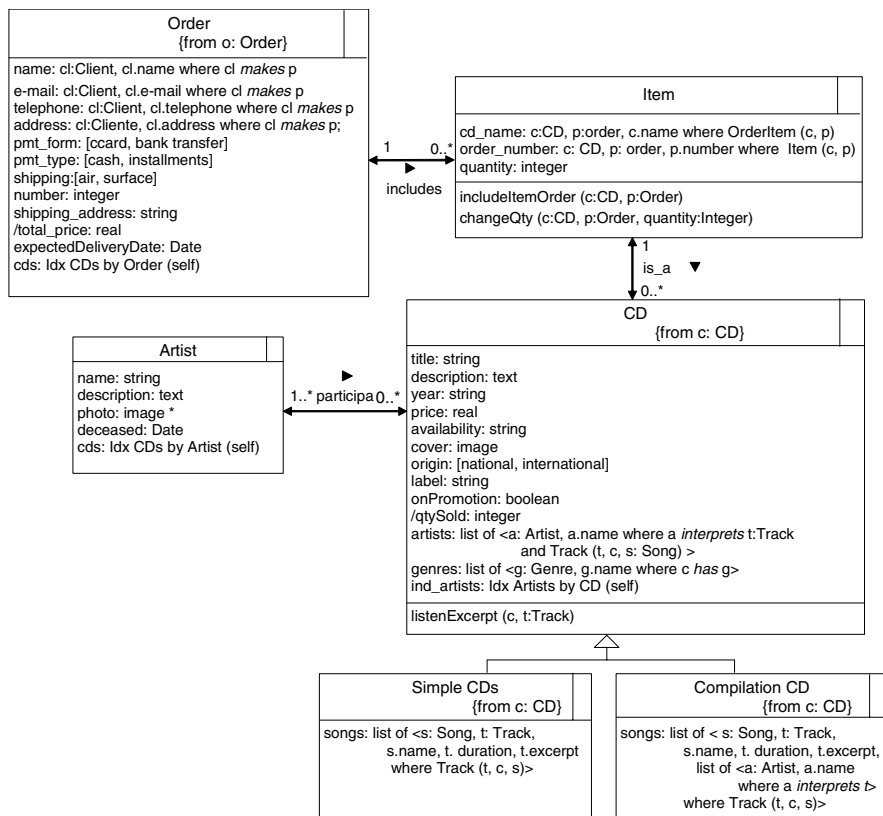 Order
{from o: Order}
name: cl:Client, cl.name where cl makes p
e-mail: cl:Client, cl.e-mail where cl makes p
telephone: cl:Client, cl.telephone where cl makes p
address: cl:Cliente, cl.address where cl makes p;
pmt_form: [ccard, bank transfer]
pmt_type: [cash, installments]
shipping:[air, surface]
number: integer
shipping_address: string
/total_price: real
expectedDeliveryDate: Date
cds: Idx CDs by Order (self)
1
0..*
includes
Item
cd_name: c:CD, p:order, c.name where OrderItem (c, p)
order_number: c: CD, p: order, p.number where Item (c, p)
quantity: integer
includeItemOrder (c:CD, p:Order)
changeQty (c:CD, p:Order, quantity:Integer)
1
is_a
0..*
Artist
name: string
description: text
photo: image *
deceased: Date
cds: Idx CDs by Artist (self)
1..* participa 0..*
CD
{from c: CD}
title: string
description: text
year: string
price: real
availability: string
cover: image
origin: [national, international]
label: string
onPromotion: boolean
/qtySold: integer
artists: list of <a: Artist, a.name where a interprets t:Track
and Track (t, c, s: Song) >
genres: list of <g: Genre, g.name where c has g>
ind_artists: Idx Artists by CD (self)
listenExcerpt (c, t:Track)
Simple CDs
{from c: CD}
songs: list of <s: Song, t: Track,
s.name, t. duration, t.excerpt
where Track (t, c, s)>
Compilation CD
{from c: CD}
songs: list of < s: Song, t: Track,
s.name, t. duration, t.excerpt,
list of <a: Artist, a.name
where a interprets t>
where Track (t, c, s)>